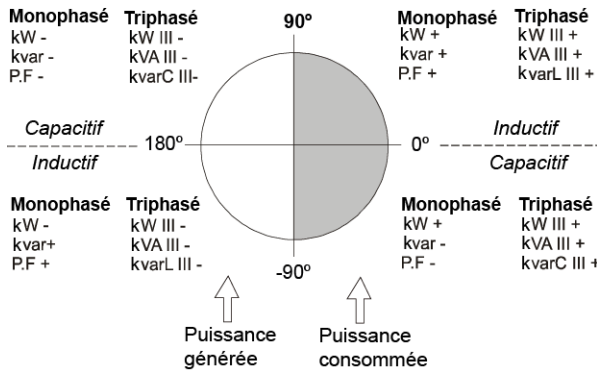 Monophasé
kW -
kvar -
P.F -
Triphasé
kW III -
kVA III -
kvarC III-
90º
Monophasé
kW +
kvar +
P.F +
Triphasé
kW III +
kVA III +
kvarL III +
Capacitif
Inductif
180º
0º
Inductif
Capacitif
Monophasé
kW -
kvar+
P.F +
Triphasé
kW III -
kVA III -
kvarL III -
-90º
Monophasé
kW +
kvar -
P.F -
Triphasé
kW III +
kVA III +
kvarC III +
Puissance
générée
Puissance
consommée